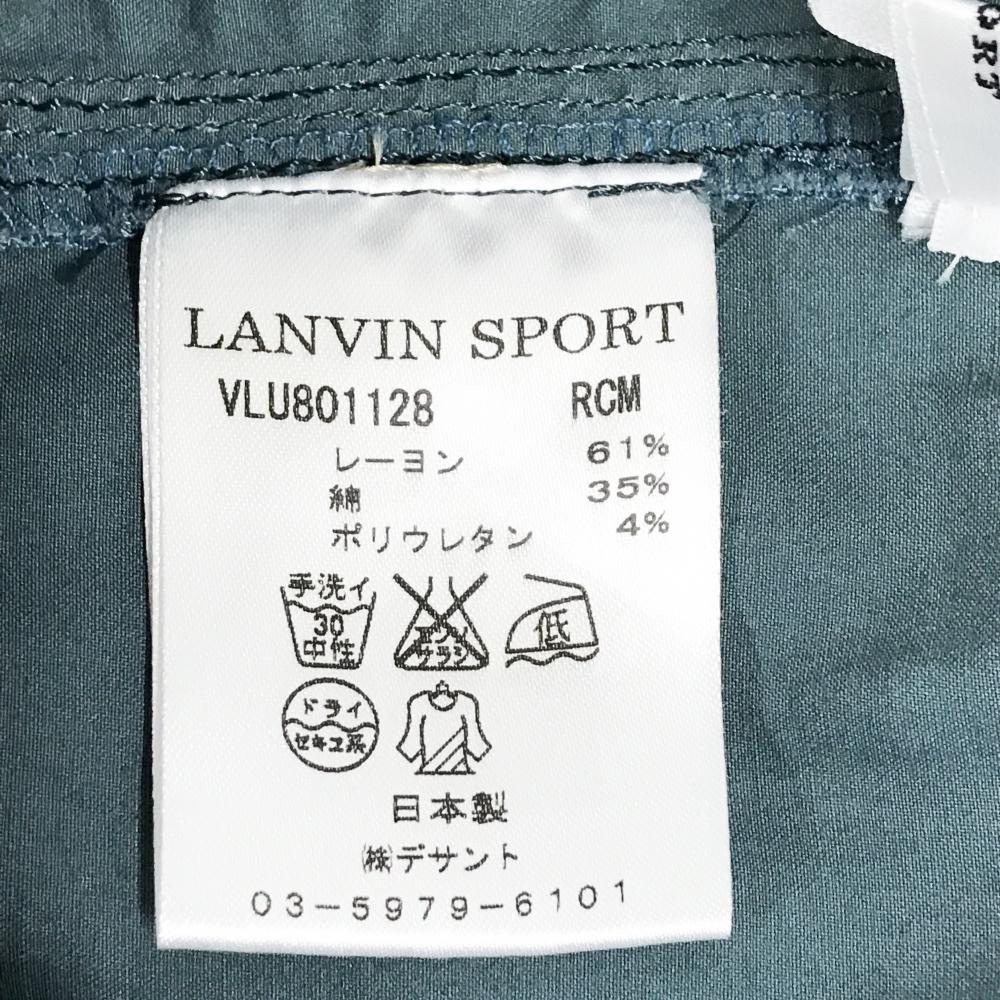 ORT
LANVIN SPORT
VLU801128 RCM
レーヨン 61%
綿 35%
ポリウレタン 4%
手洗イ
30
中性
エンソ
サラシ
低
ドライ
セキユ系
日本製
㈱デサント
03-5979-6101